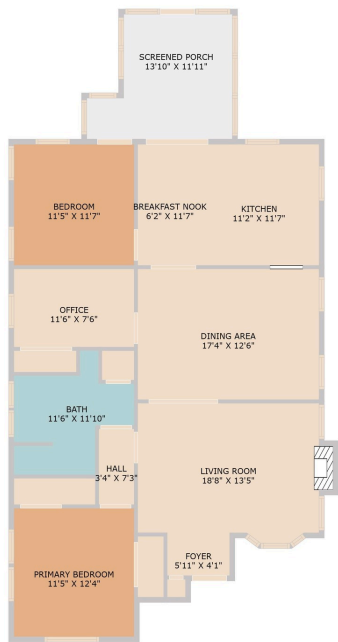 SCREENED PORCH
13'10" X 11'11"
BEDROOM
11'5" X 11'7"
BREAKFAST NOOK
6'2" X 11'7"
KITCHEN
11'2" X 11'7"
OFFICE
11'6" X 7'6"
DINING AREA
17'4" X 12'6"
BATH
11'6" X 11'10"
HALL
3'4" X 7'3"
LIVING ROOM
18'8" X 13'5"
FOYER
5'11" X 4'1"
PRIMARY BEDROOM
11'5" X 12'4"